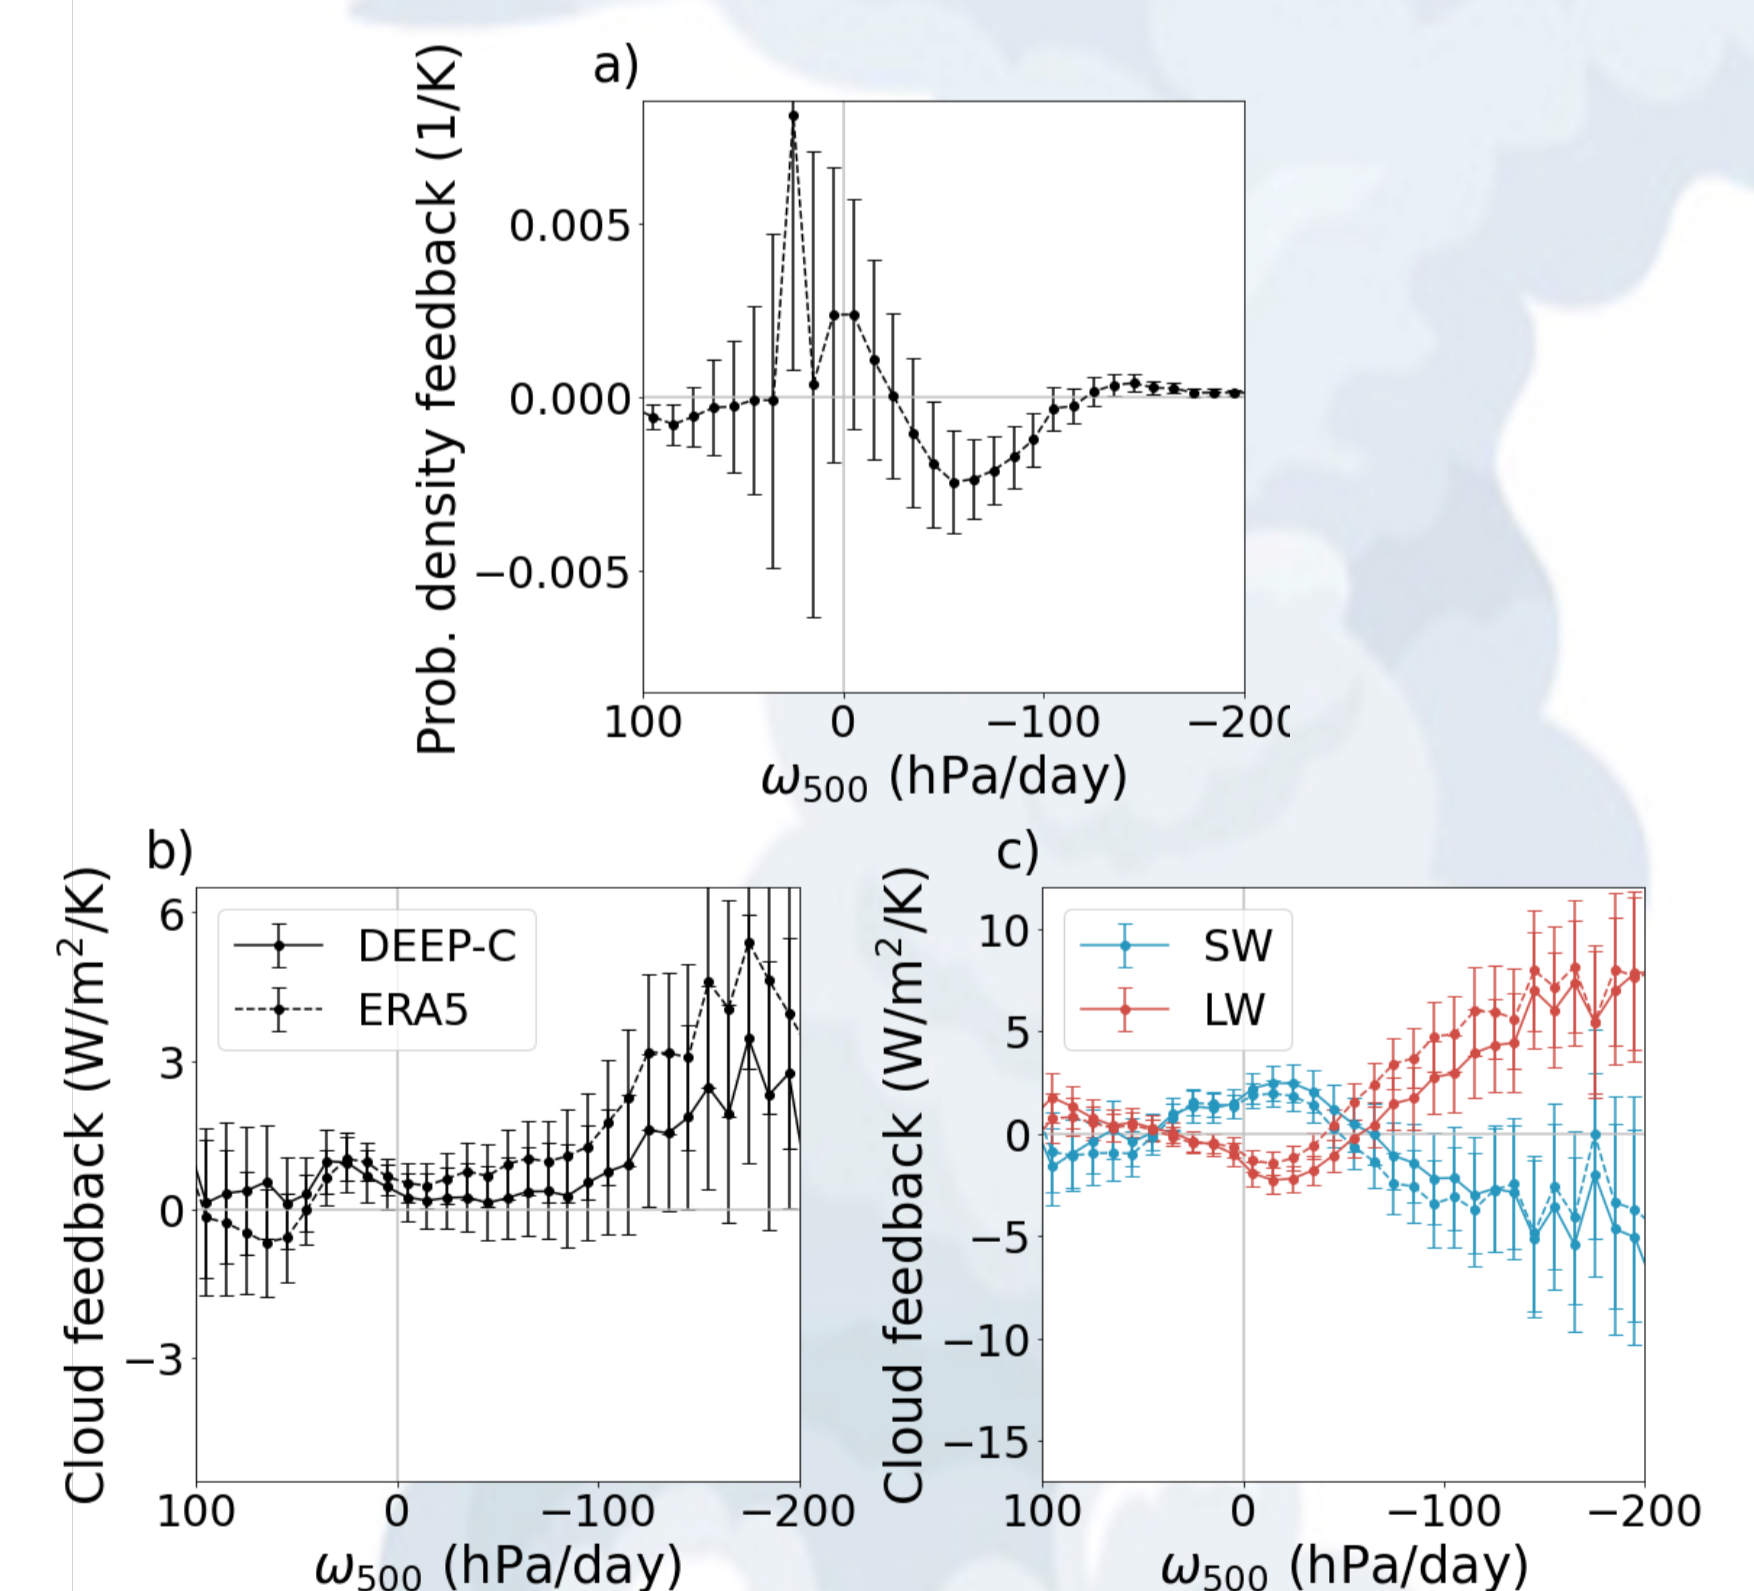 a)
Prob. density feedback (1/K)
0.005
0.000
−0.005
100 0 −100 −200
ω500 (hPa/day)
b)
Cloud feedback (W/m²/K)
6
3
0
−3
DEEP-C
ERA5
100 0 −100 −200
ω500 (hPa/day)
c)
Cloud feedback (W/m²/K)
10
5
0
−5
−10
−15
SW
LW
100 0 −100 −200
ω500 (hPa/day)